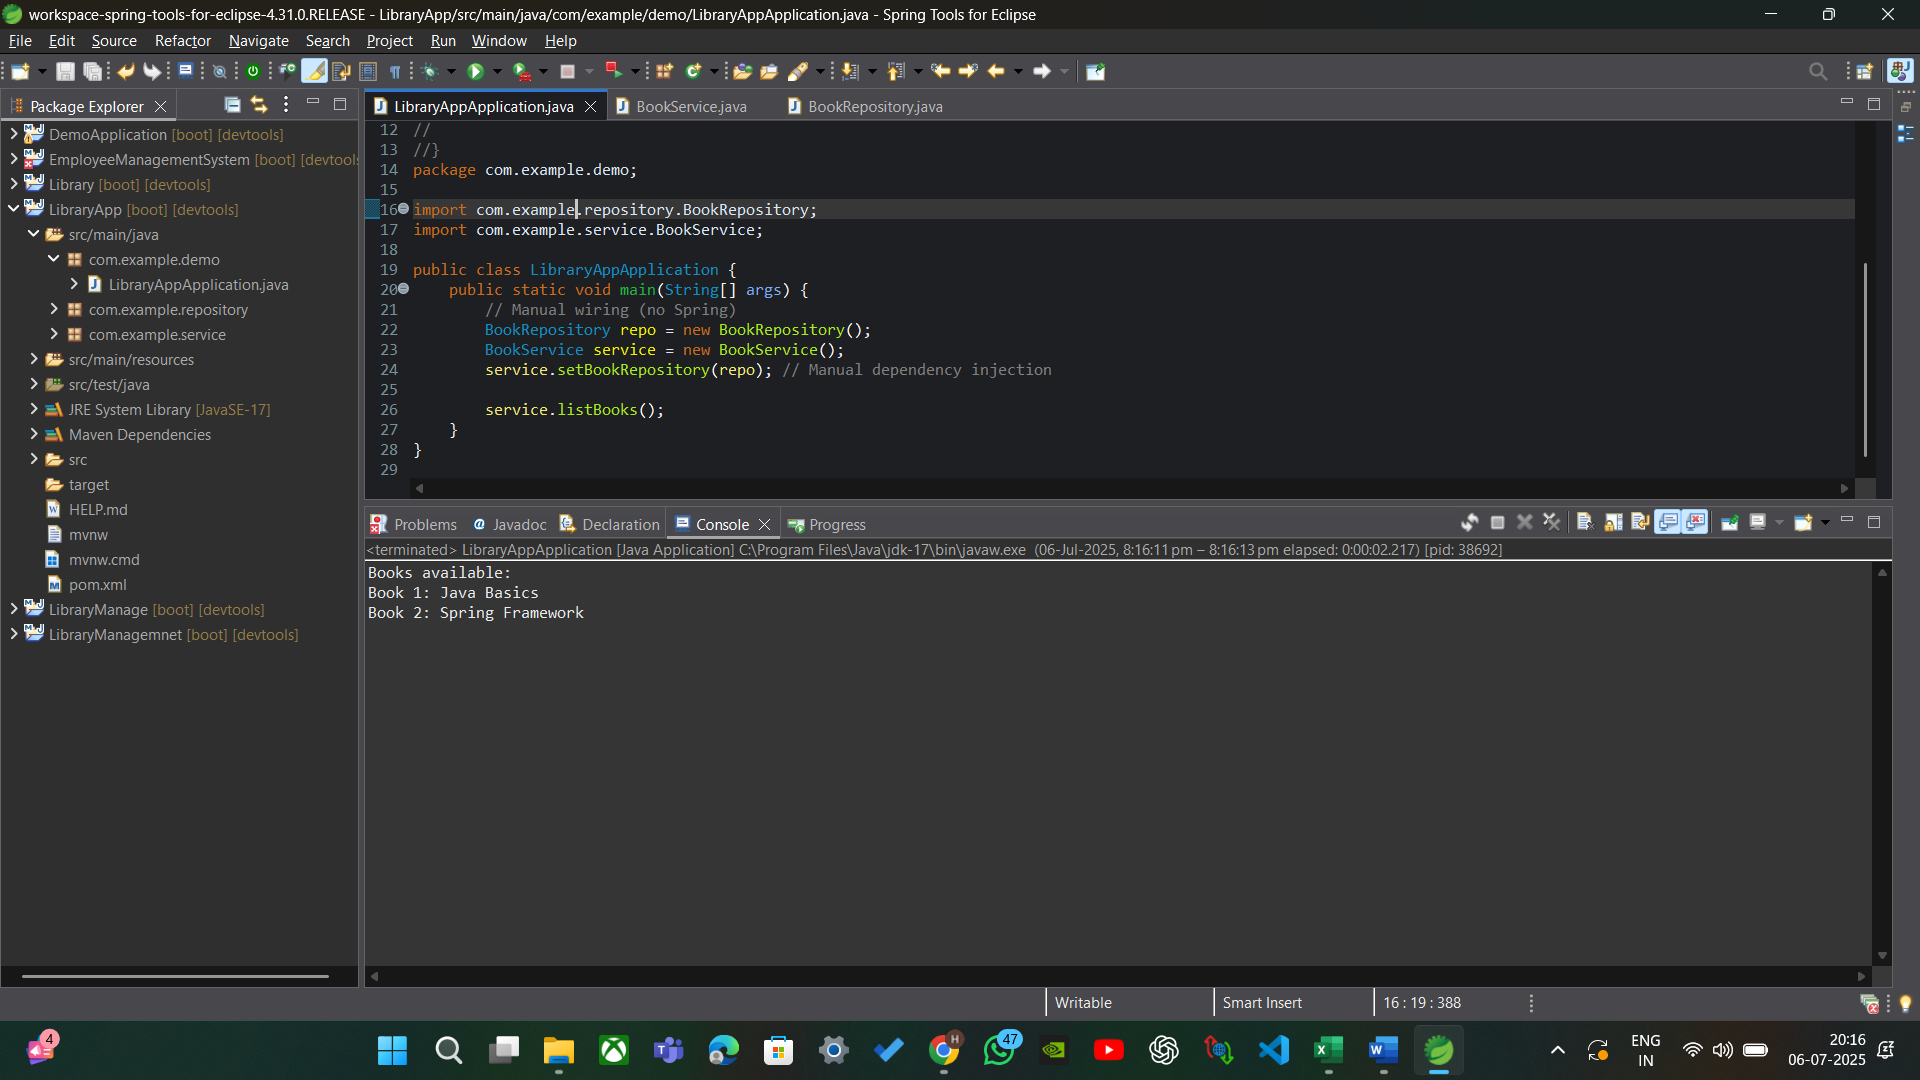 workspace-spring-tools-for-eclipse-4.31.0.RELEASE - LibraryApp/src/main/java/com/example/demo/LibraryAppApplication.java - Spring Tools for Eclipse
File Edit Source Refactor Navigate Search Project Run Window Help
Package Explorer
DemoApplication [boot] [devtools]
EmployeeManagementSystem [boot] [devtools
Library [boot] [devtools]
LibraryApp [boot] [devtools]
src/main/java
com.example.demo
LibraryAppApplication.java
com.example.repository
com.example.service
src/main/resources
src/test/java
JRE System Library [JavaSE-17]
Maven Dependencies
src
target
HELP.md
mvnw
mvnw.cmd
pom.xml
LibraryManage [boot] [devtools]
LibraryManagemnet [boot] [devtools]
LibraryAppApplication.java BookService.java BookRepository.java
12 //
13 //}
14 package com.example.demo;
15
16 import com.example.repository.BookRepository;
17 import com.example.service.BookService;
18
19 public class LibraryAppApplication {
20 public static void main(String[] args) {
21 // Manual wiring (no Spring)
22 BookRepository repo = new BookRepository();
23 BookService service = new BookService();
24 service.setBookRepository(repo); // Manual dependency injection
25
26 service.listBooks();
27 }
28 }
29
Problems Javadoc Declaration Console Progress
<terminated> LibraryAppApplication [Java Application] C:\Program Files\Java\jdk-17\bin\javaw.exe (06-Jul-2025, 8:16:11 pm – 8:16:13 pm elapsed: 0:00:02.217) [pid: 38692]
Books available:
Book 1: Java Basics
Book 2: Spring Framework
Writable Smart Insert 16 : 19 : 388
4
47
ENG
IN
20:16
06-07-2025